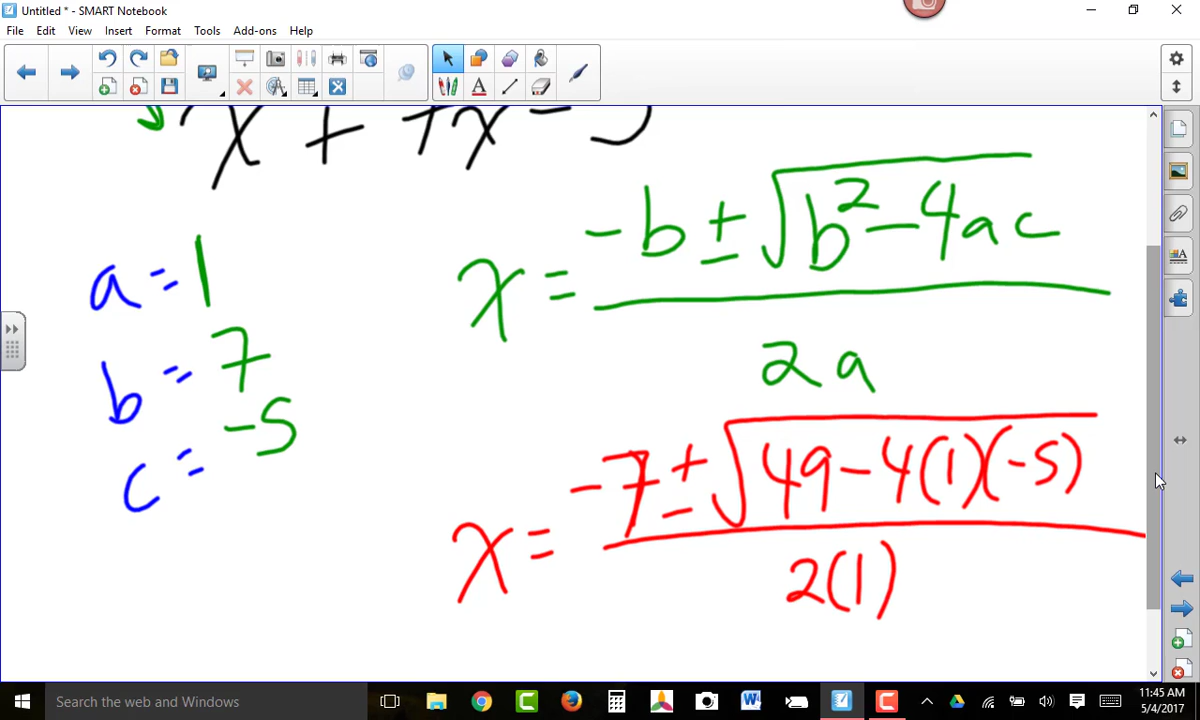 Untitled * - SMART Notebook
File Edit View Insert Format Tools Add-ons Help
x + 7x - 5
x = -b ± √b² - 4ac
2a
a = 1
b = 7
c = -5
x = -7 ± √49 - 4(1)(-5)
2(1)
Search the web and Windows
11:45 AM
5/4/2017